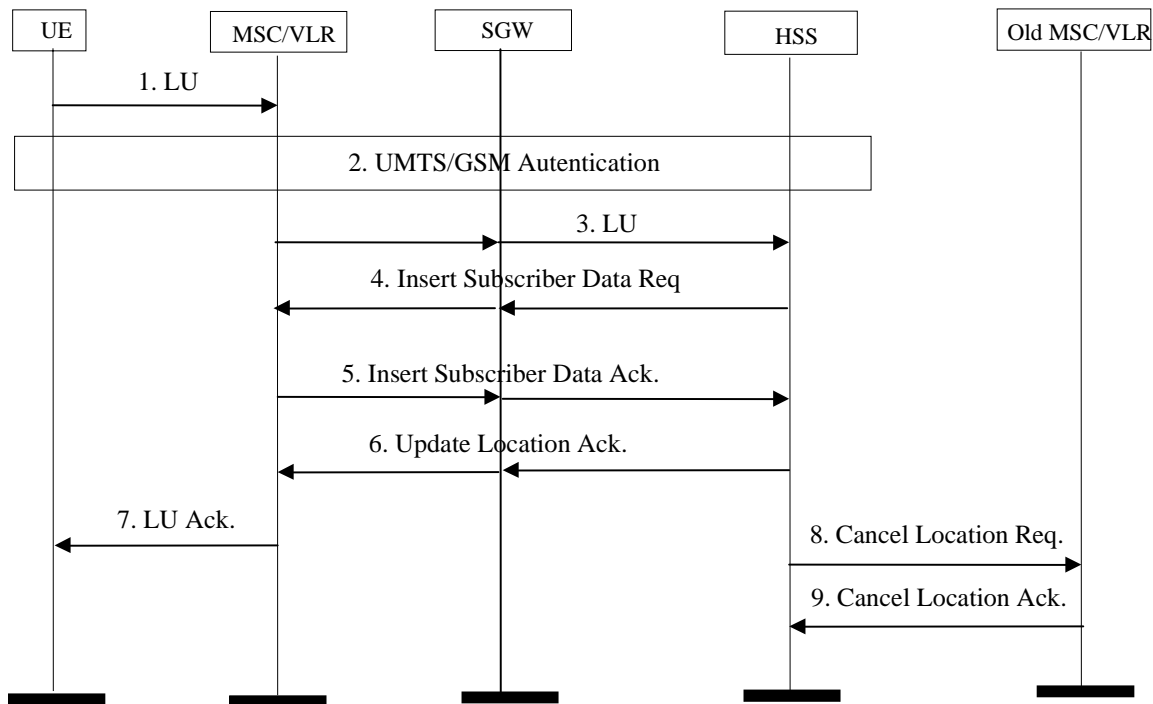 UE
MSC/VLR
SGW
HSS
Old MSC/VLR
1. LU
2. UMTS/GSM Autentication
3. LU
4. Insert Subscriber Data Req
5. Insert Subscriber Data Ack.
6. Update Location Ack.
7. LU Ack.
8. Cancel Location Req.
9. Cancel Location Ack.